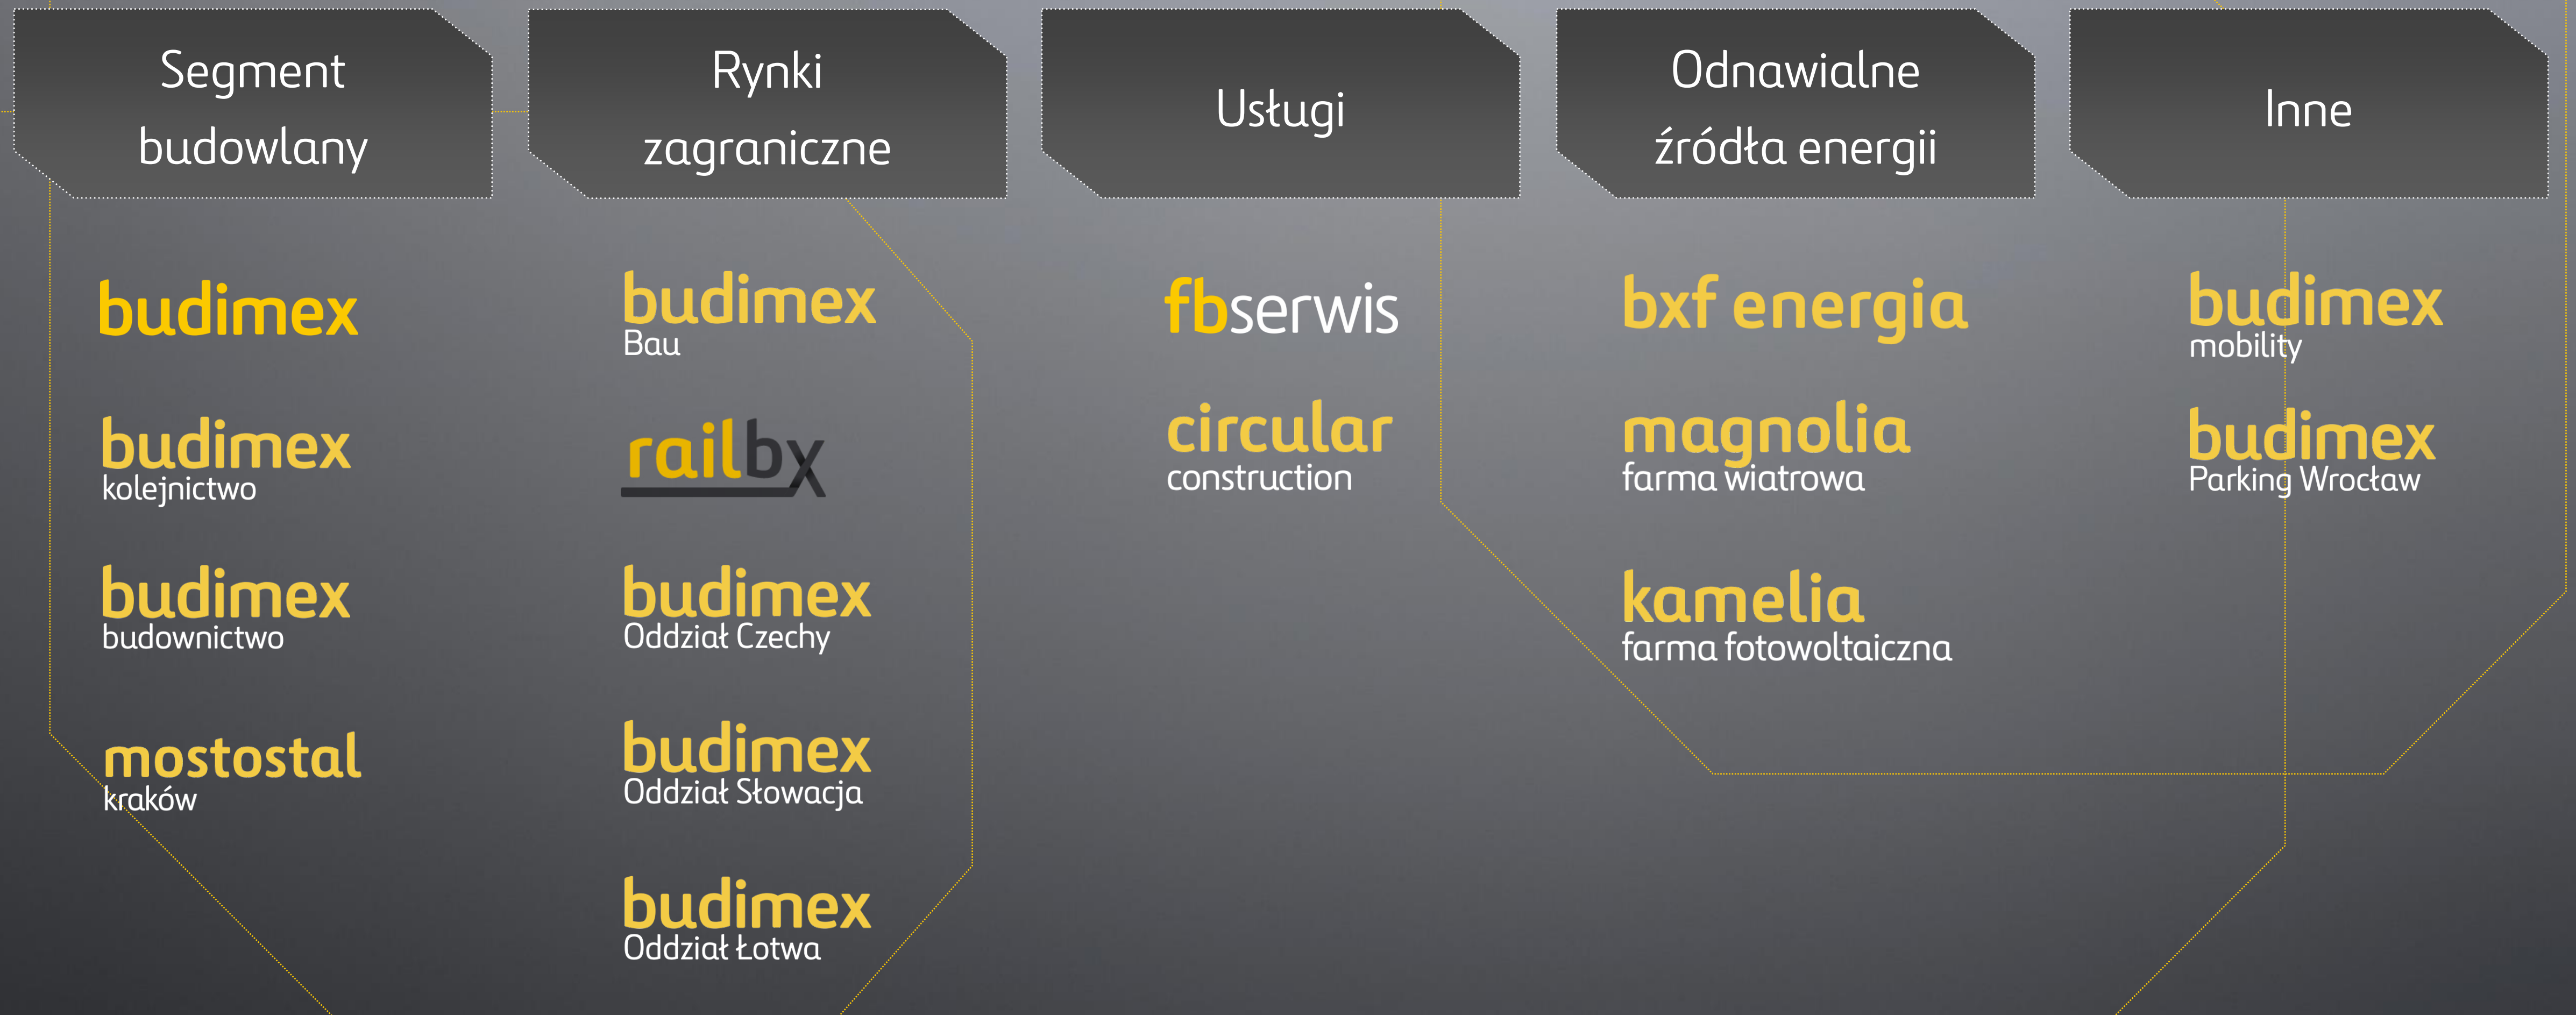 Segment
budowlany
budimex
budimex
kolejnictwo
budimex
budownictwo
mostostal
kraków
Rynki
zagraniczne
budimex
Bau
railbx
budimex
Oddział Czechy
budimex
Oddział Słowacja
budimex
Oddział Łotwa
Usługi
fbserwis
circular
construction
Odnawialne
źródła energii
bxf energia
magnolia
farma wiatrowa
kamelia
farma fotowoltaiczna
Inne
budimex
mobility
budimex
Parking Wrocław